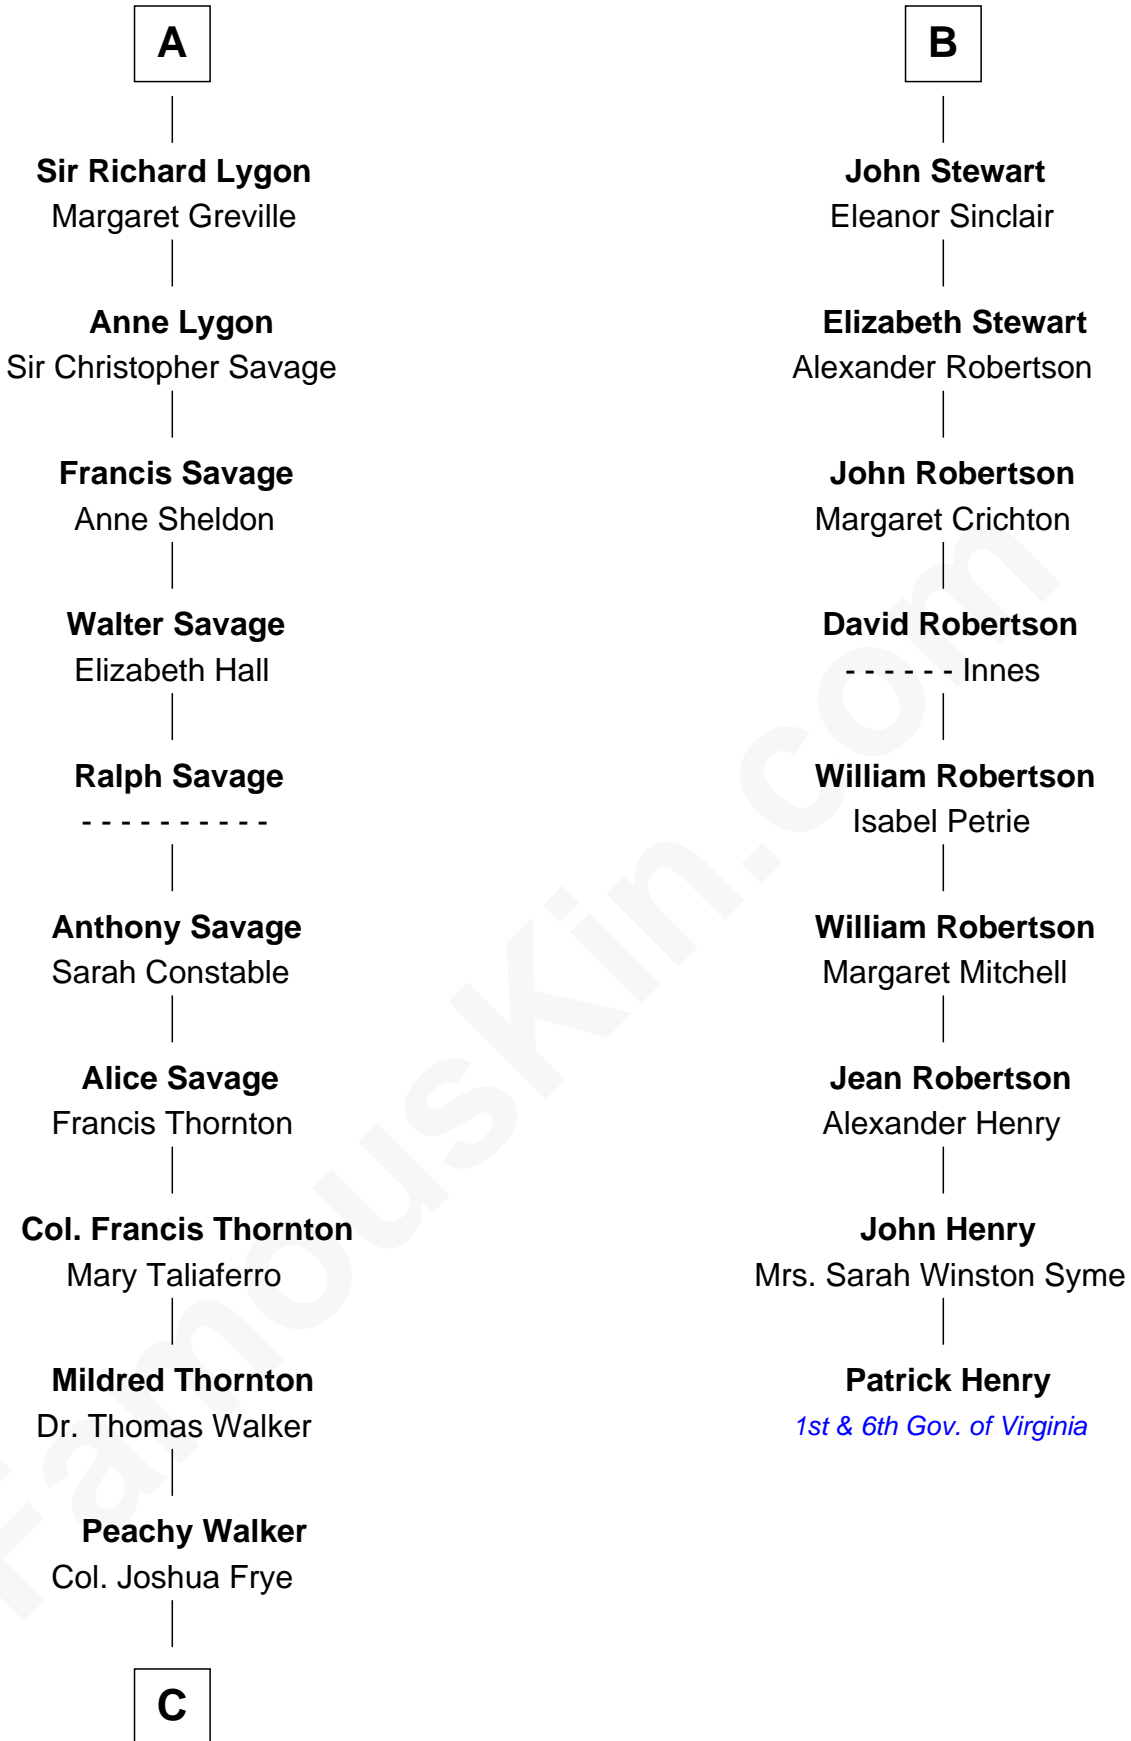 A
Sir Richard Lygon
Margaret Greville
Anne Lygon
Sir Christopher Savage
Francis Savage
Anne Sheldon
Walter Savage
Elizabeth Hall
Ralph Savage
- - - - - - - - - -
Anthony Savage
Sarah Constable
Alice Savage
Francis Thornton
Col. Francis Thornton
Mary Taliaferro
Mildred Thornton
Dr. Thomas Walker
Peachy Walker
Col. Joshua Frye
C
B
John Stewart
Eleanor Sinclair
Elizabeth Stewart
Alexander Robertson
John Robertson
Margaret Crichton
David Robertson
- - - - - - Innes
William Robertson
Isabel Petrie
William Robertson
Margaret Mitchell
Jean Robertson
Alexander Henry
John Henry
Mrs. Sarah Winston Syme
Patrick Henry
1st & 6th Gov. of Virginia
FamousKin.com